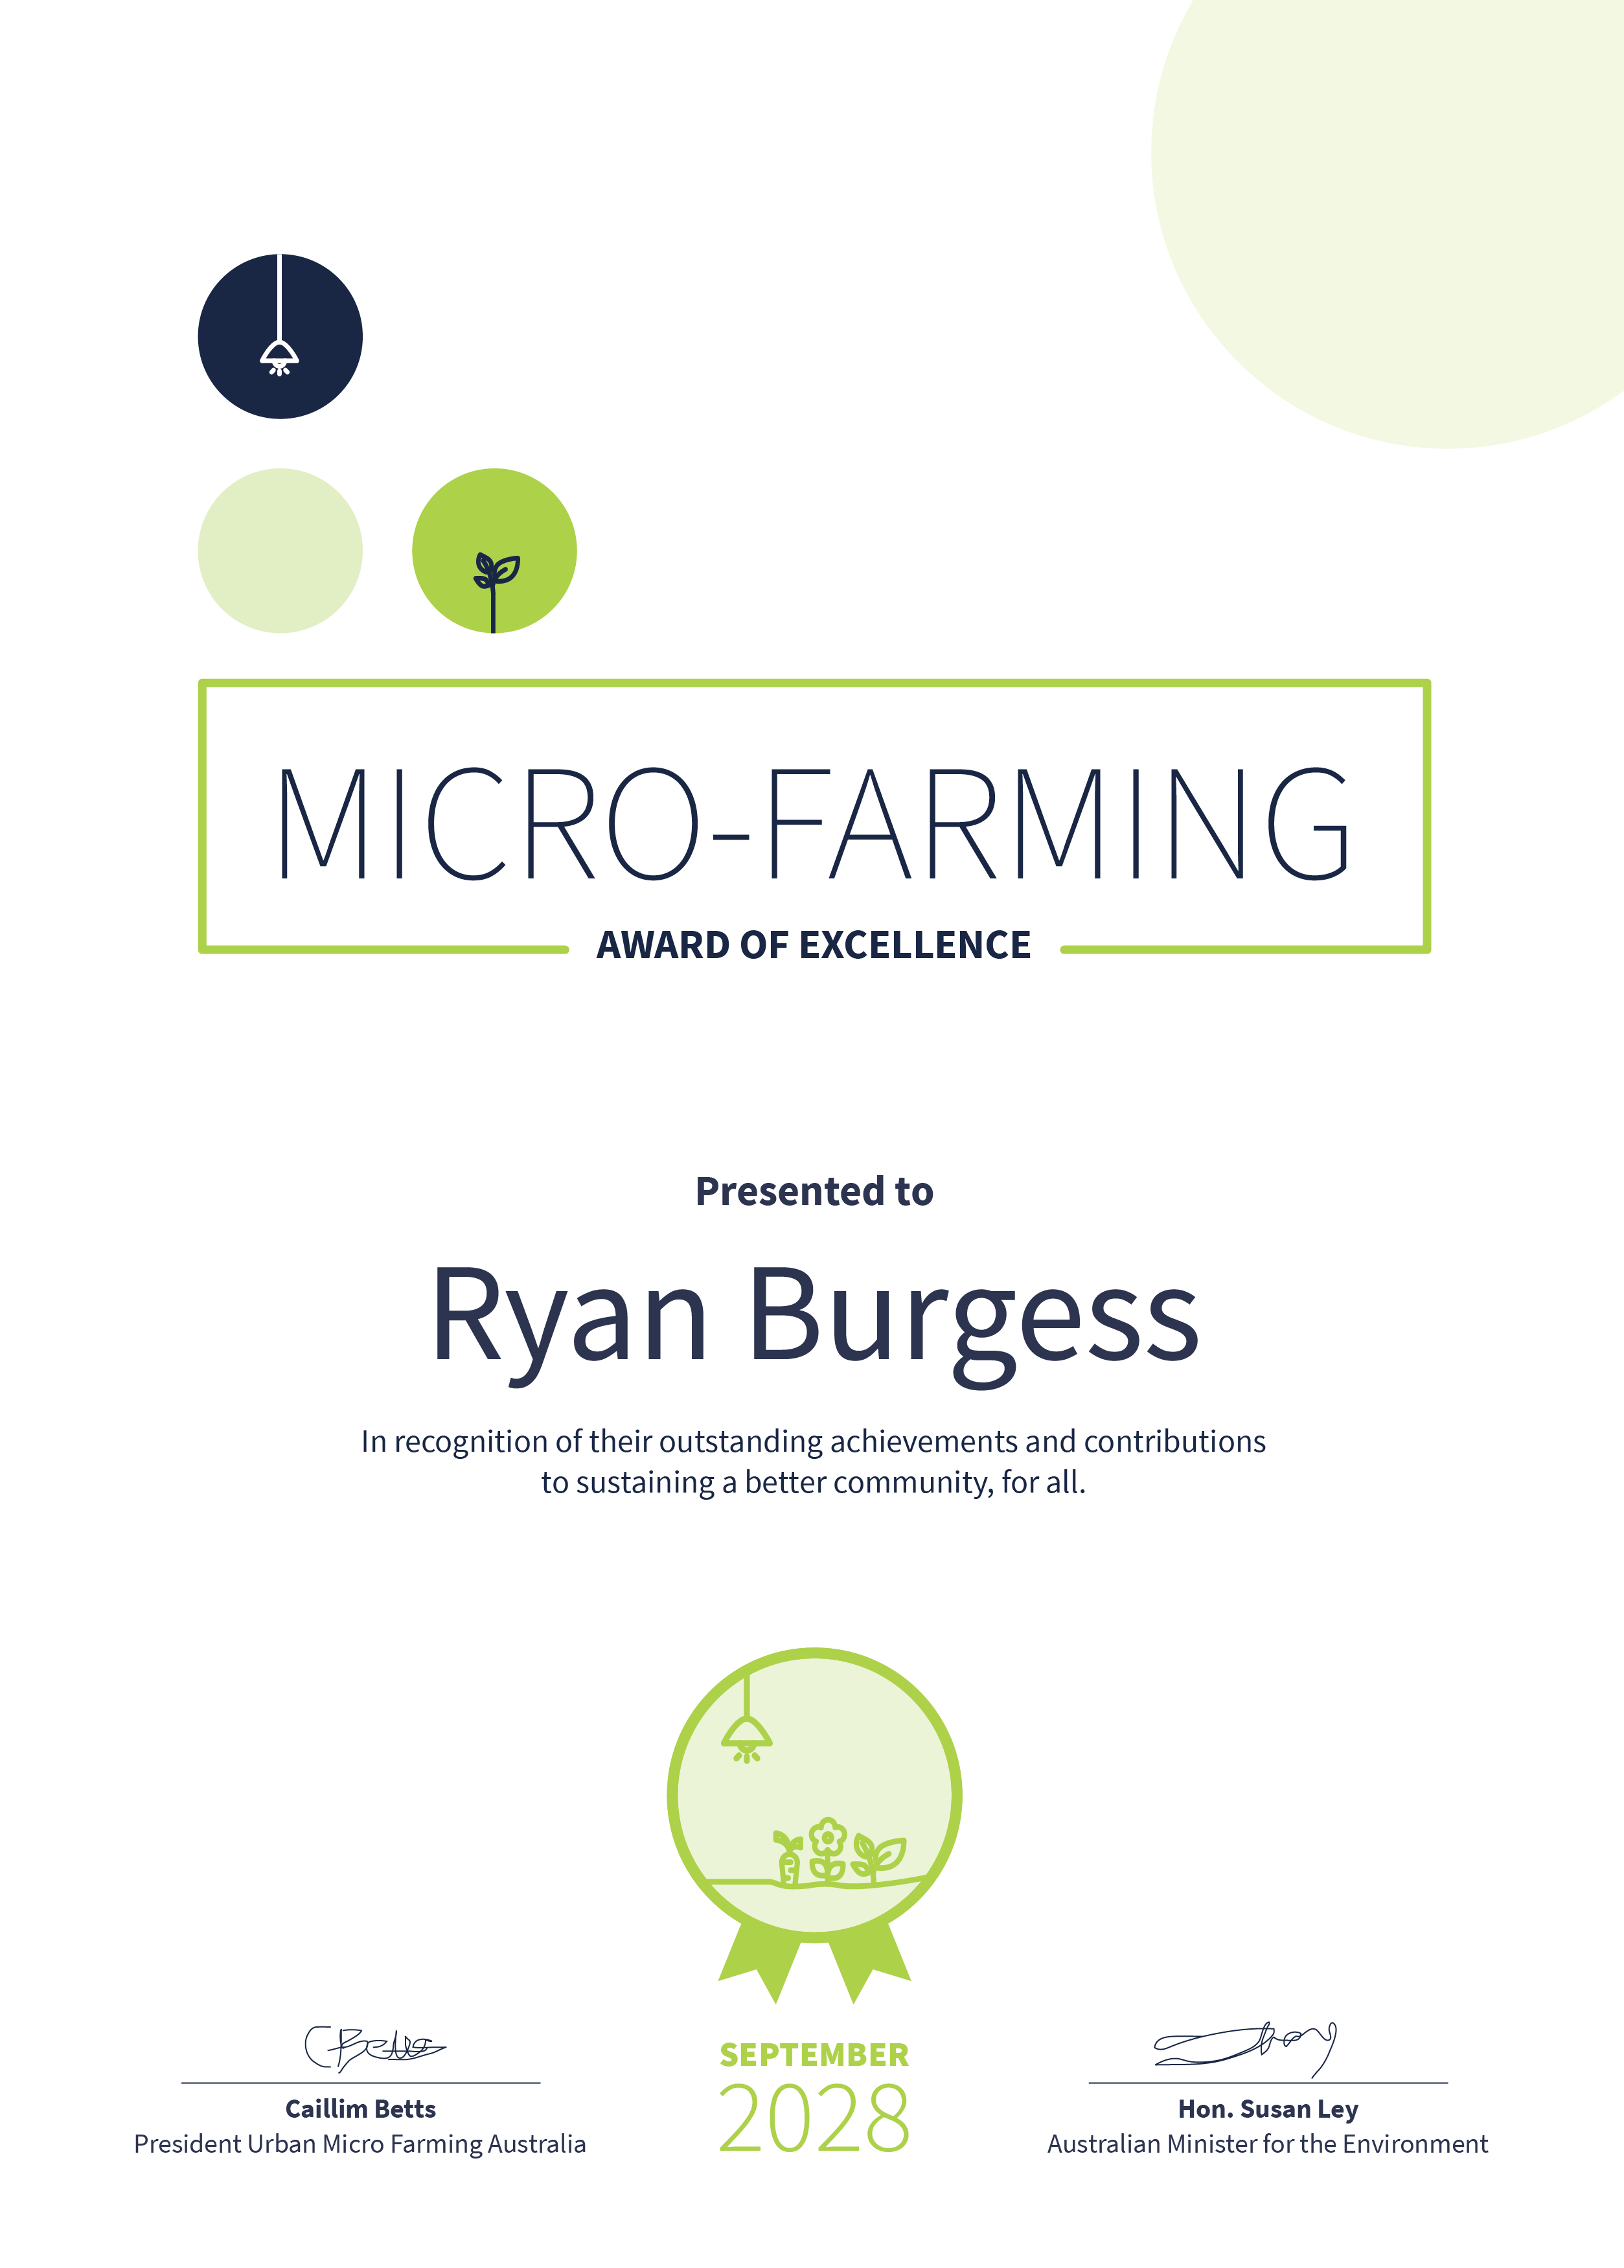 MICRO-FARMING
AWARD OF EXCELLENCE
Presented to
Ryan Burgess
In recognition of their outstanding achievements and contributions
to sustaining a better community, for all.
CBetts
Caillim Betts
President Urban Micro Farming Australia
SEPTEMBER
2028
Hon. Susan Ley
Australian Minister for the Environment